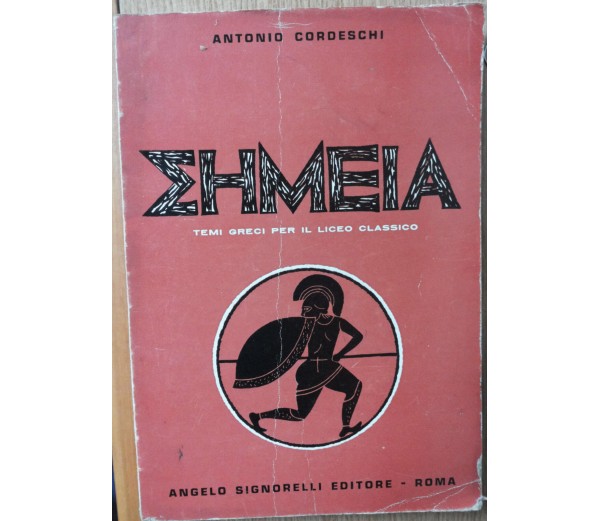 ANTONIO CORDESCHI
ΣΗΜΕΙΑ
TEMI GRECI PER IL LICEO CLASSICO
ANGELO SIGNORELLI EDITORE - ROMA